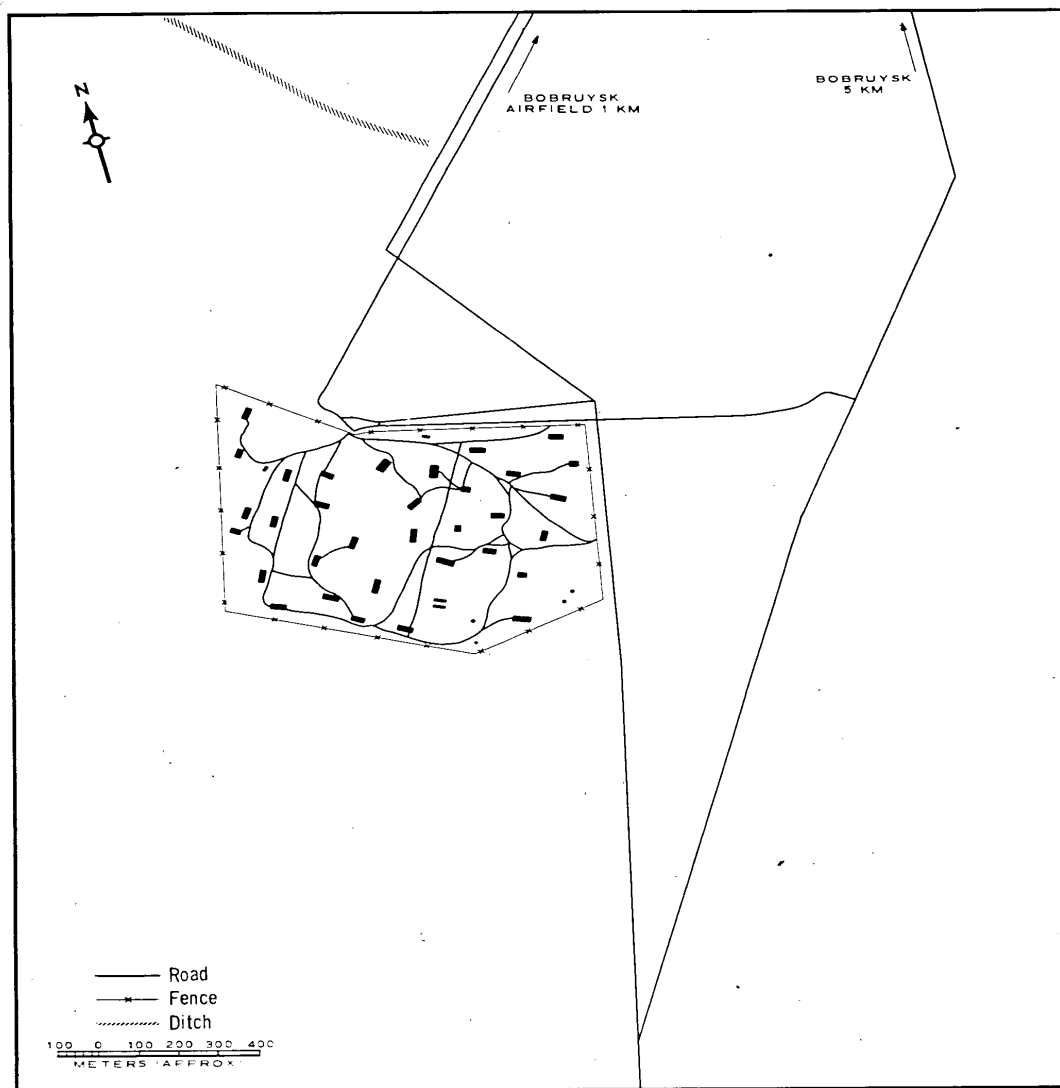 N
BOBRUYSK
AIRFIELD 1 KM
BOBRUYSK
5 KM
Road
Fence
Ditch
100 0 100 200 300 400
METERS (APPROX)